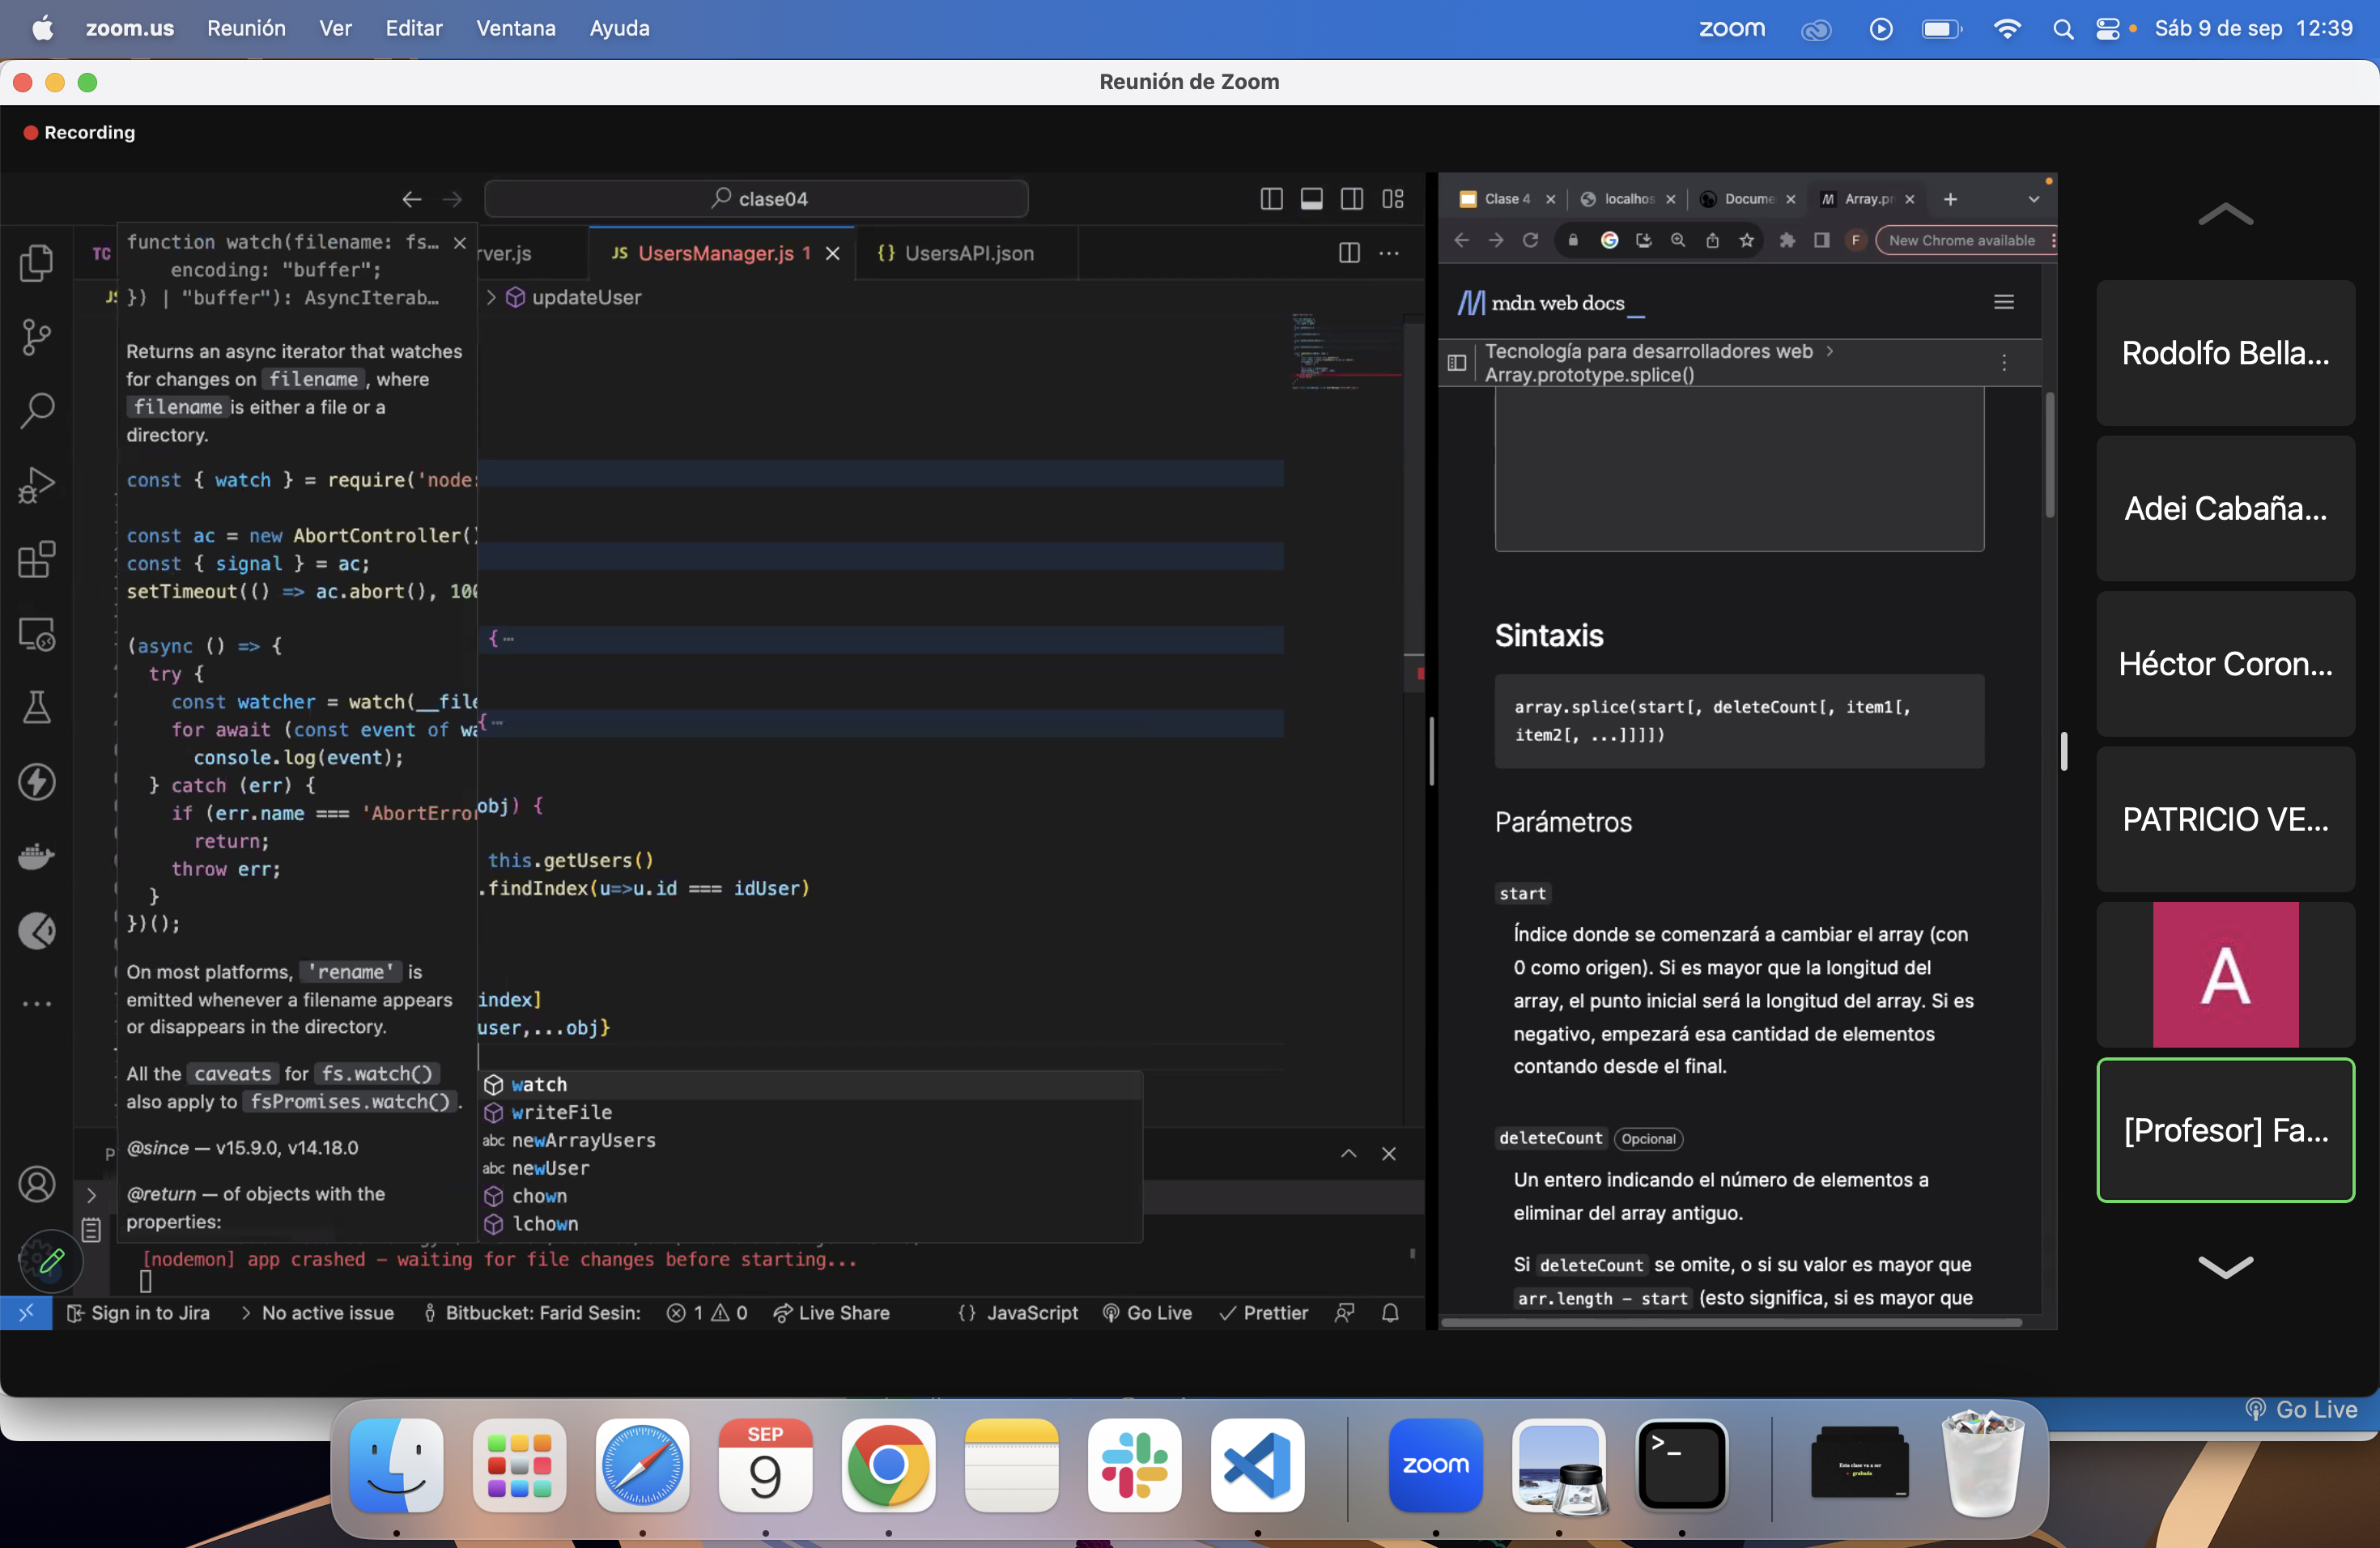 zoom.us Reunión Ver Editar Ventana Ayuda
zoom Sáb 9 de sep 12:39
Reunión de Zoom
Recording
clase04
rver.js
JS UsersManager.js 1
{} UsersAPI.json
updateUser
function watch(filename: fs…
encoding: "buffer";
}) | "buffer"): AsyncIterab…
Returns an async iterator that watches
for changes on filename, where
filename is either a file or a
directory.
const { watch } = require('node:
const ac = new AbortController()
const { signal } = ac;
setTimeout(() => ac.abort(), 100
(async () => {
try {
const watcher = watch(__file
for await (const event of wa
console.log(event);
} catch (err) {
if (err.name === 'AbortError
return;
throw err;
}
})();
On most platforms, 'rename' is
emitted whenever a filename appears
or disappears in the directory.
All the caveats for fs.watch()
also apply to fsPromises.watch().
@since — v15.9.0, v14.18.0
@return — of objects with the
properties:
{…
{…
obj) {
this.getUsers()
.findIndex(u=>u.id === idUser)
index]
user,...obj}
watch
writeFile
abc newArrayUsers
abc newUser
chown
lchown
[nodemon] app crashed – waiting for file changes before starting...
Sign in to Jira > No active issue Bitbucket: Farid Sesin: 1 0 Live Share {} JavaScript Go Live Prettier
Clase 4 localhos Docume Array.pr
F New Chrome available
mdn web docs_
Tecnología para desarrolladores web >
Array.prototype.splice()
Sintaxis
array.splice(start[, deleteCount[, item1[,
item2[, ...]]]])
Parámetros
start
Índice donde se comenzará a cambiar el array (con
0 como origen). Si es mayor que la longitud del
array, el punto inicial será la longitud del array. Si es
negativo, empezará esa cantidad de elementos
contando desde el final.
deleteCount Opcional
Un entero indicando el número de elementos a
eliminar del array antiguo.
Si deleteCount se omite, o si su valor es mayor que
arr.length – start (esto significa, si es mayor que
Rodolfo Bella...
Adei Cabaña...
Héctor Coron...
PATRICIO VE...
A
[Profesor] Fa...
Go Live
SEP
9
zoom
>_
Esta clase va a ser
grabada